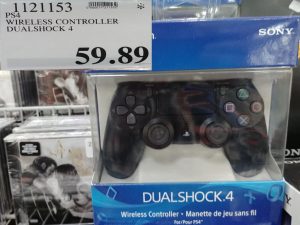 1121153
PS4
WIRELESS CONTROLLER
DUALSHOCK 4
59.89
SONY
DUALSHOCK.4
Wireless Controller • Manette de jeu sans fil
For/Pour PS4™